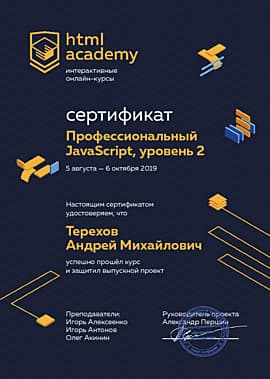 html
academy
интерактивные
онлайн-курсы
сертификат
Профессиональный
JavaScript, уровень 2
5 августа — 6 октября 2019
Настоящим сертификатом
удостоверяем, что
Терехов
Андрей Михайлович
успешно прошёл курс
и защитил выпускной проект
Преподаватели:
Игорь Алексеенко
Игорь Антонов
Олег Акинин
Руководитель проекта
Александр Першин